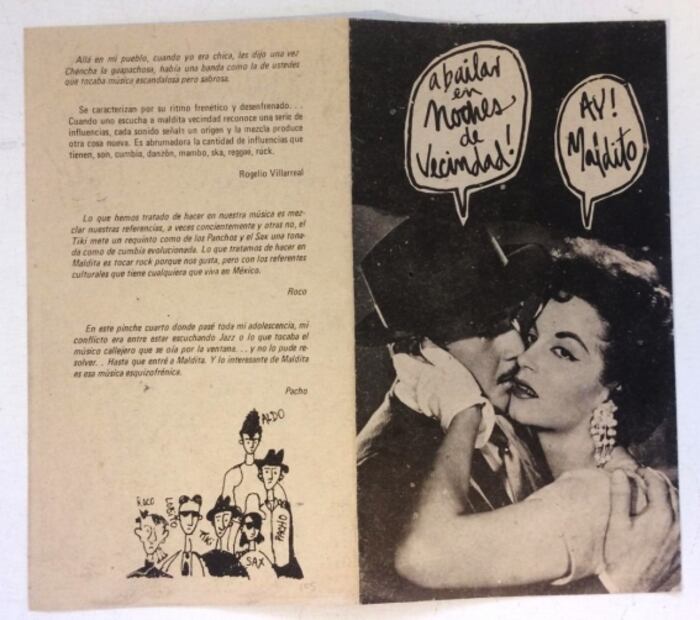 Allá en mi pueblo, cuando yo era chica, les dijo una vez
Chencha la guapachosa, había una banda como la de ustedes
que tocaba música escandalosa pero sabrosa.
Se caracterizan por su ritmo frenético y desenfrenado. . .
Cuando uno escucha a maldita vecindad reconoce una serie de
influencias, cada sonido señala un origen y la mezcla produce
otra cosa nueva. Es abrumadora la cantidad de influencias que
tienen, son, cumbia, danzón, mambo, ska, reggae, rock.
Rogelio Villarreal
Lo que hemos tratado de hacer en nuestra música es mez-
clar nuestras referencias, a veces concientemente y otras no, el
Tiki mete un requinto como de los Panchos y el Sax una tona-
da como de cumbia evolucionada. Lo que tratamos de hacer en
Maldita es tocar rock porque nos gusta, pero con los referentes
culturales que tiene cualquiera que viva en México.
Roco
En este pinche cuarto donde pasé toda mi adolescencia, mi
conflicto era entre estar escuchando Jazz o lo que tocaba el
músico callejero que se oía por la ventana. . . y no lo pude re-
solver. . Hasta que entré a Maldita. Y lo interesante de Maldita
es esa música esquizofrénica.
Pacho
ALDO
ROCO
LOBITO
TIKI
PACHO
SAX
a bailar
en
Noches
de
Vecindad!
AY!
Maldito